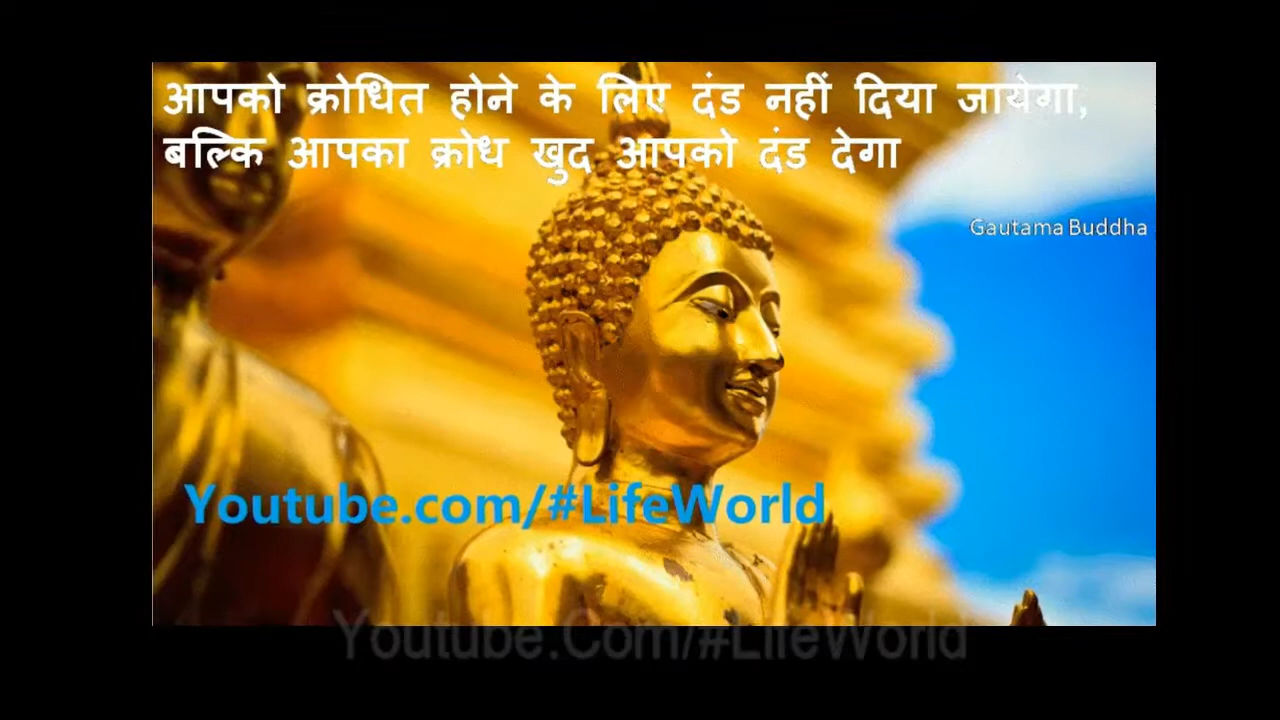 आपको क्रोधित होने के लिए दंड नहीं दिया जायेगा,
बल्कि आपका क्रोध खुद आपको दंड देगा
Gautama Buddha
Youtube.com/#LifeWorld
Youtube.Com/#LifeWorld